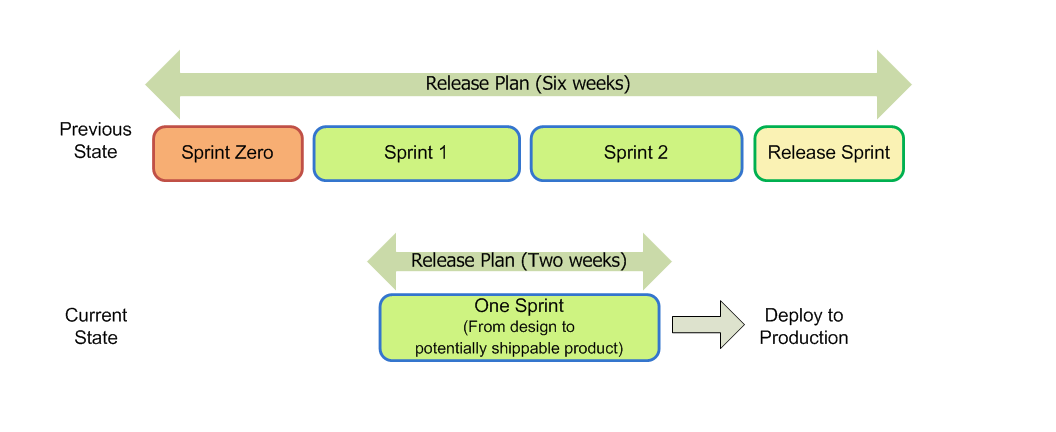 Release Plan (Six weeks)
Previous
State
Sprint Zero
Sprint 1
Sprint 2
Release Sprint
Release Plan (Two weeks)
Current
State
One Sprint
(From design to
potentially shippable product)
Deploy to
Production